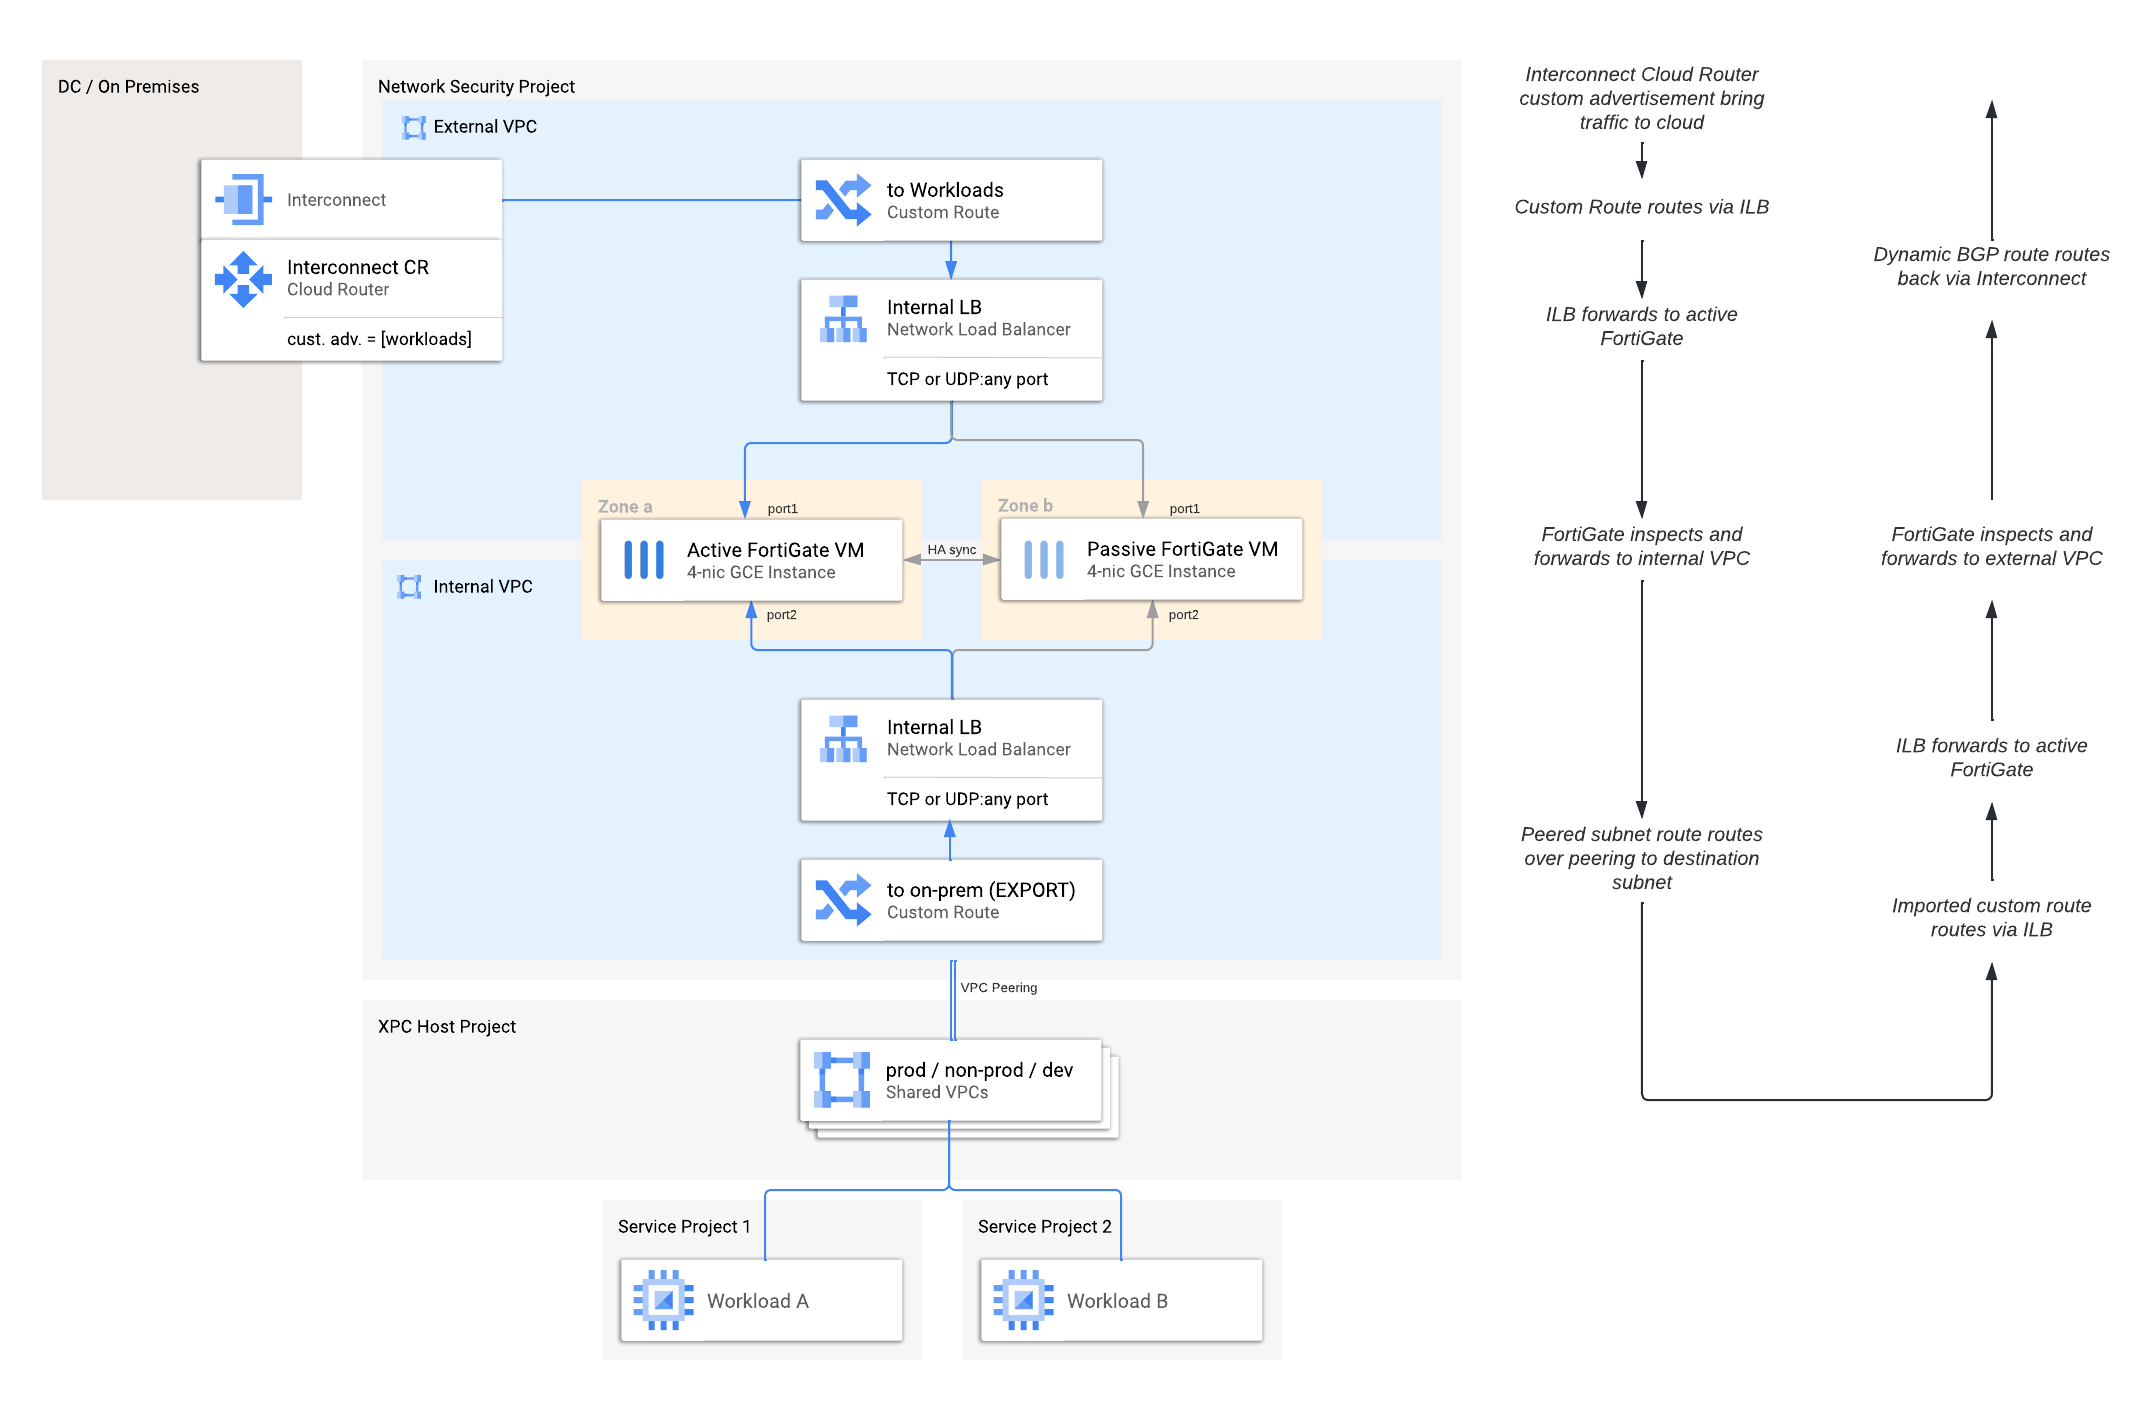 DC / On Premises
Network Security Project
External VPC
Interconnect
Interconnect CR
Cloud Router
cust. adv. = [workloads]
to Workloads
Custom Route
Internal LB
Network Load Balancer
TCP or UDP:any port
Zone a
port1
Active FortiGate VM
4-nic GCE Instance
port2
HA sync
Zone b
port1
Passive FortiGate VM
4-nic GCE Instance
port2
Internal VPC
Internal LB
Network Load Balancer
TCP or UDP:any port
to on-prem (EXPORT)
Custom Route
VPC Peering
XPC Host Project
prod / non-prod / dev
Shared VPCs
Service Project 1
Workload A
Service Project 2
Workload B
Interconnect Cloud Router
custom advertisement bring
traffic to cloud
Custom Route routes via ILB
ILB forwards to active
FortiGate
FortiGate inspects and
forwards to internal VPC
Peered subnet route routes
over peering to destination
subnet
Dynamic BGP route routes
back via Interconnect
FortiGate inspects and
forwards to external VPC
ILB forwards to active
FortiGate
Imported custom route
routes via ILB